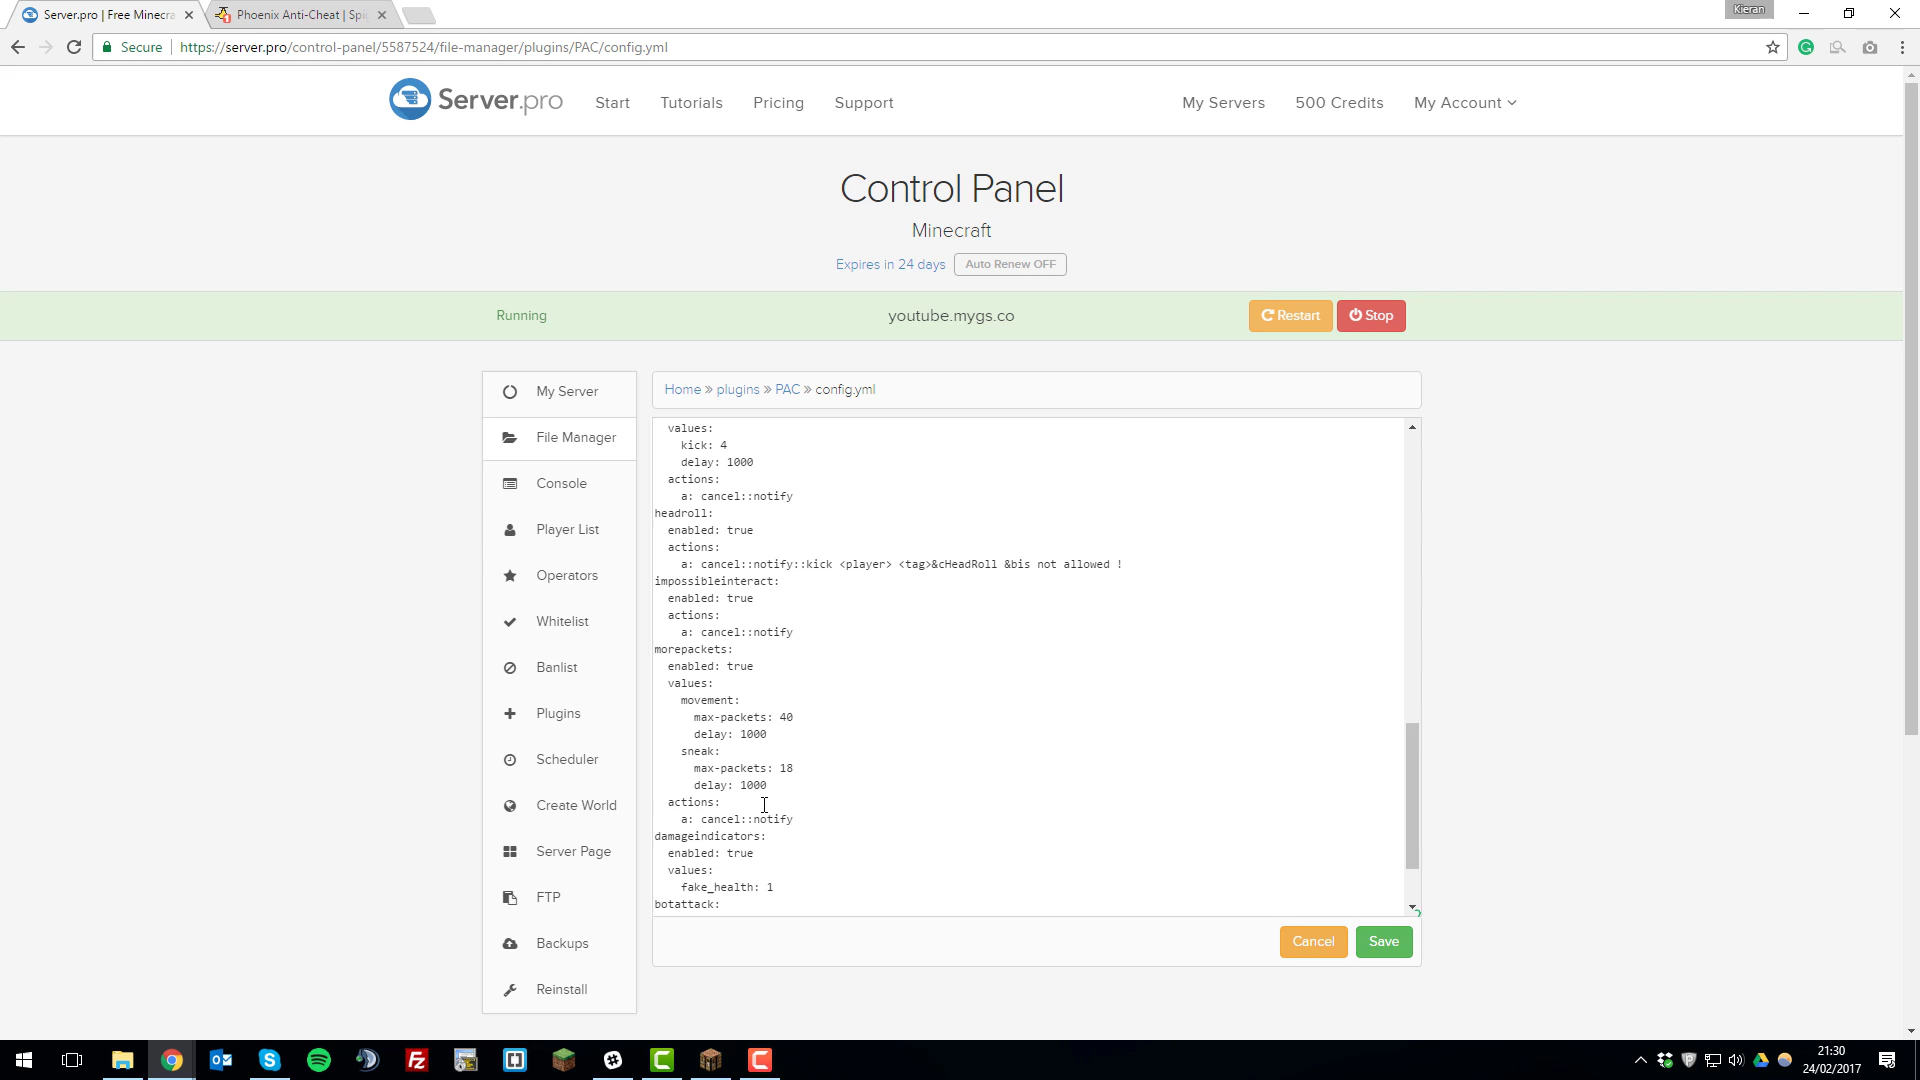 Server.pro | Free Minecra
Phoenix Anti-Cheat | Spi
Kieran
Secure
https://server.pro/control-panel/5587524/file-manager/plugins/PAC/config.yml
Server.pro
Start
Tutorials
Pricing
Support
My Servers
500 Credits
My Account
Control Panel
Minecraft
Expires in 24 days
Auto Renew OFF
Running
youtube.mygs.co
Restart
Stop
My Server
File Manager
Console
Player List
Operators
Whitelist
Banlist
Plugins
Scheduler
Create World
Server Page
FTP
Backups
Reinstall
Home » plugins » PAC » config.yml
values:
kick: 4
delay: 1000
actions:
a: cancel::notify
headroll:
enabled: true
actions:
a: cancel::notify::kick <player> <tag>&cHeadRoll &bis not allowed !
impossibleinteract:
enabled: true
actions:
a: cancel::notify
morepackets:
enabled: true
values:
movement:
max-packets: 40
delay: 1000
sneak:
max-packets: 18
delay: 1000
actions:
a: cancel::notify
damageindicators:
enabled: true
values:
fake_health: 1
botattack:
Cancel
Save
21:30
24/02/2017